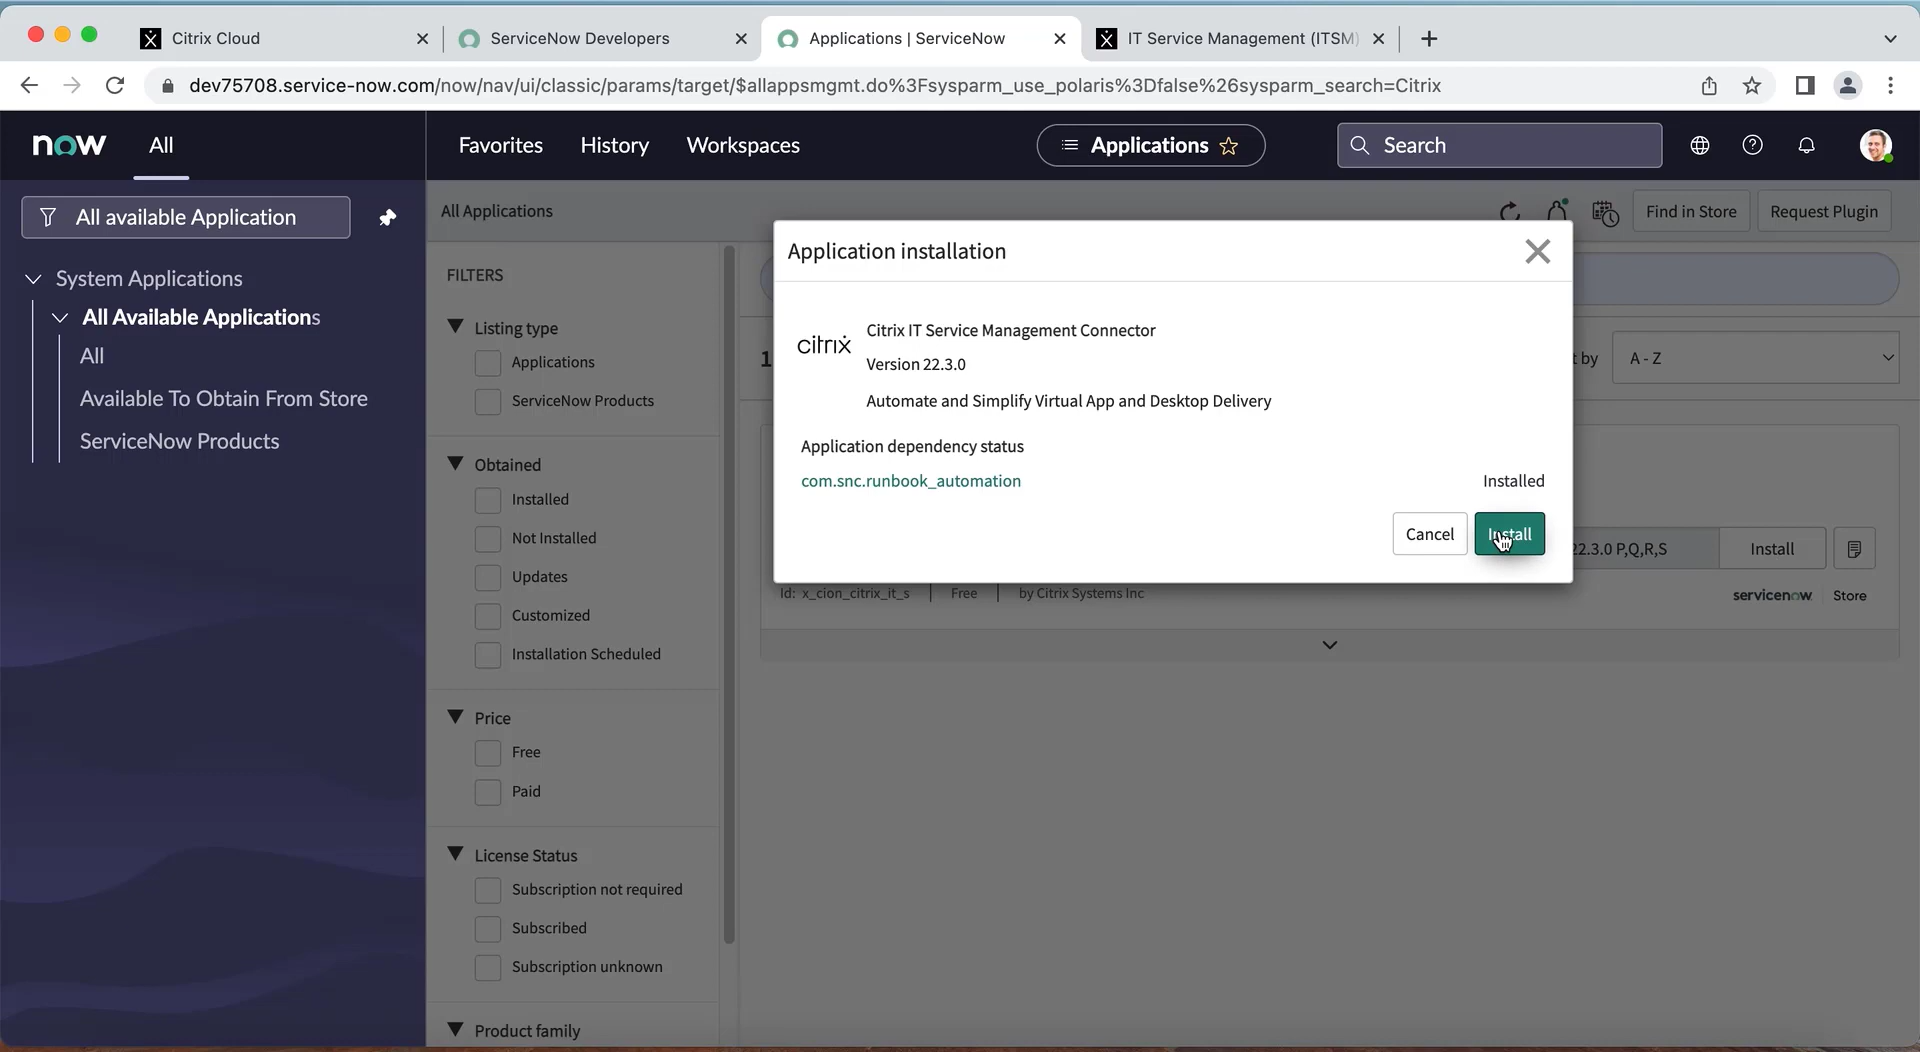 Citrix Cloud
ServiceNow Developers
Applications | ServiceNow
IT Service Management (ITSM)
dev75708.service-now.com/now/nav/ui/classic/params/target/$allappsmgmt.do%3Fsysparm_use_polaris%3Dfalse%26sysparm_search=Citrix
now
All
Favorites
History
Workspaces
Applications
Search
All available Application
System Applications
All Available Applications
All
Available To Obtain From Store
ServiceNow Products
All Applications
Find in Store
Request Plugin
FILTERS
Listing type
Applications
ServiceNow Products
Obtained
Installed
Not Installed
Updates
Customized
Installation Scheduled
Price
Free
Paid
License Status
Subscription not required
Subscribed
Subscription unknown
Product family
Application installation
citrix
Citrix IT Service Management Connector
Version 22.3.0
Automate and Simplify Virtual App and Desktop Delivery
Application dependency status
com.snc.runbook_automation
Installed
Cancel
Install
1
t by
A - Z
22.3.0 P,Q,R,S
Install
Id: x_cion_citrix_it_s
Free
by Citrix Systems Inc
servicenow
Store